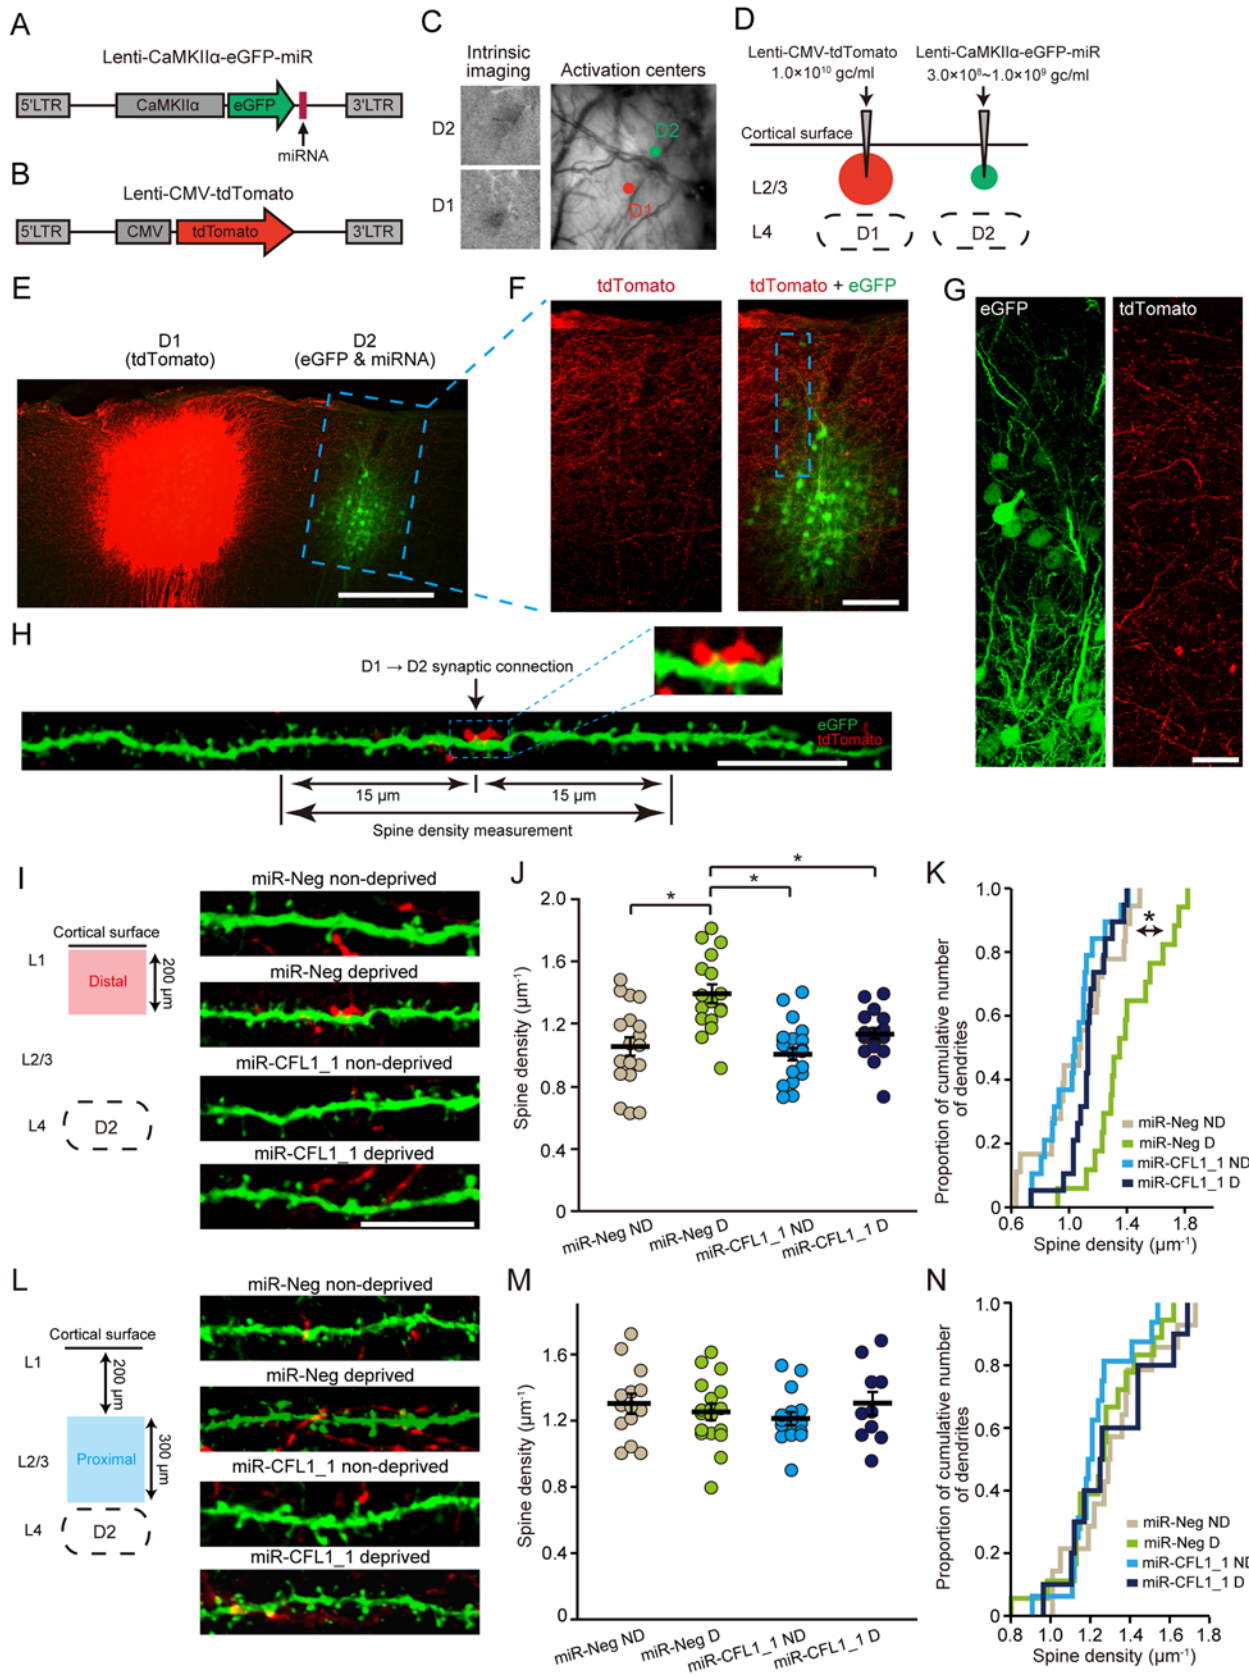 A
Lenti-CaMKIIα-eGFP-miR
5'LTR
CaMKIIα
eGFP
3'LTR
miRNA
B
Lenti-CMV-tdTomato
5'LTR
CMV
tdTomato
3'LTR
C
Intrinsic
imaging
Activation centers
D2
D1
D2
D1
D
Lenti-CMV-tdTomato
1.0×10¹⁰ gc/ml
Lenti-CaMKIIα-eGFP-miR
3.0×10⁸~1.0×10⁹ gc/ml
Cortical surface
L2/3
L4
D1
D2
E
D1
(tdTomato)
D2
(eGFP & miRNA)
F
tdTomato
tdTomato + eGFP
G
eGFP
tdTomato
H
D1 → D2 synaptic connection
eGFP
tdTomato
15 μm
15 μm
Spine density measurement
I
Cortical surface
L1
Distal
200 μm
L2/3
L4
D2
miR-Neg non-deprived
miR-Neg deprived
miR-CFL1_1 non-deprived
miR-CFL1_1 deprived
J
*
*
*
Spine density (μm⁻¹)
2.0
1.6
1.2
0.8
0.4
0
miR-Neg ND
miR-Neg D
miR-CFL1_1 ND
miR-CFL1_1 D
K
Proportion of cumulative number
of dendrites
1.0
0.8
0.6
0.4
0.2
0
*
miR-Neg ND
miR-Neg D
miR-CFL1_1 ND
miR-CFL1_1 D
0.6
1.0
1.4
1.8
Spine density (μm⁻¹)
L
Cortical surface
L1
200 μm
L2/3
Proximal
300 μm
L4
D2
miR-Neg non-deprived
miR-Neg deprived
miR-CFL1_1 non-deprived
miR-CFL1_1 deprived
M
Spine density (μm⁻¹)
1.6
1.2
0.8
0.4
0
miR-Neg ND
miR-Neg D
miR-CFL1_1 ND
miR-CFL1_1 D
N
Proportion of cumulative number
of dendrites
1.0
0.8
0.6
0.4
0.2
0
miR-Neg ND
miR-Neg D
miR-CFL1_1 ND
miR-CFL1_1 D
0.8
1.0
1.2
1.4
1.6
1.8
Spine density (μm⁻¹)